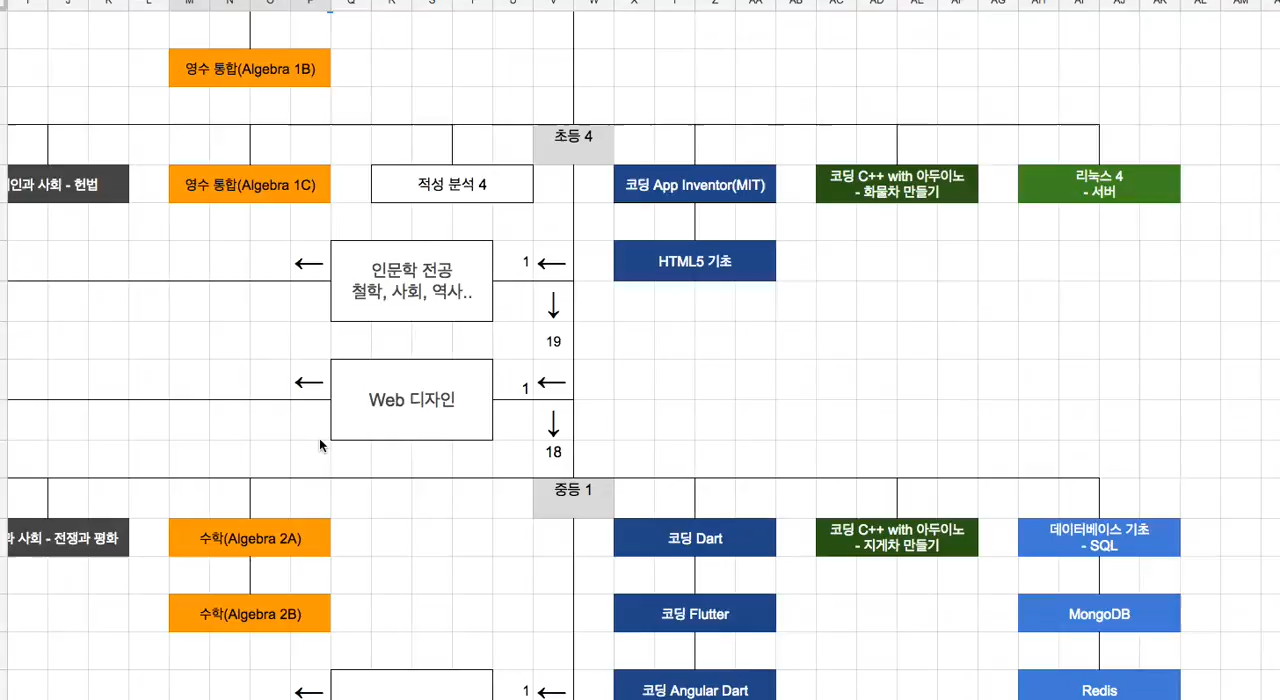 영수 통합(Algebra 1B)
초등 4
인과 사회 - 헌법
영수 통합(Algebra 1C)
적성 분석 4
코딩 App Inventor(MIT)
코딩 C++ with 아두이노
- 화물차 만들기
리눅스 4
- 서버
인문학 전공
철학, 사회, 역사..
←
1 ←
HTML5 기초
↓
19
←
Web 디자인
1 ←
↓
18
중등 1
사회 - 전쟁과 평화
수학(Algebra 2A)
코딩 Dart
코딩 C++ with 아두이노
- 지게차 만들기
데이터베이스 기초
- SQL
수학(Algebra 2B)
코딩 Flutter
MongoDB
←
1 ←
코딩 Angular Dart
Redis